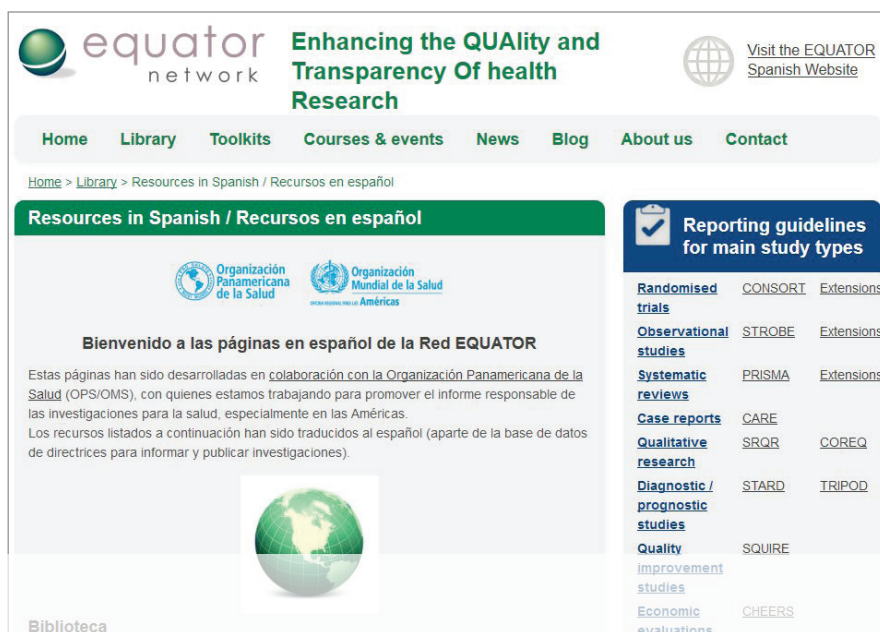 equator
network
Enhancing the QUAlity and
Transparency Of health
Research
Visit the EQUATOR
Spanish Website
Home Library Toolkits Courses & events News Blog About us Contact
Home > Library > Resources in Spanish / Recursos en español
Resources in Spanish / Recursos en español
Organización
Panamericana
de la Salud
Organización
Mundial de la Salud
Américas
Bienvenido a las páginas en español de la Red EQUATOR
Estas páginas han sido desarrolladas en colaboración con la Organización Panamericana de la
Salud (OPS/OMS), con quienes estamos trabajando para promover el informe responsable de
las investigaciones para la salud, especialmente en las Américas.
Los recursos listados a continuación han sido traducidos al español (aparte de la base de datos
de directrices para informar y publicar investigaciones).
Biblioteca
Reporting guidelines
for main study types
Randomised CONSORT Extensions
trials
Observational STROBE Extensions
studies
Systematic PRISMA Extensions
reviews
Case reports CARE
Qualitative SRQR COREQ
research
Diagnostic / STARD TRIPOD
prognostic
studies
Quality SQUIRE
improvement
studies
Economic CHEERS
evaluations